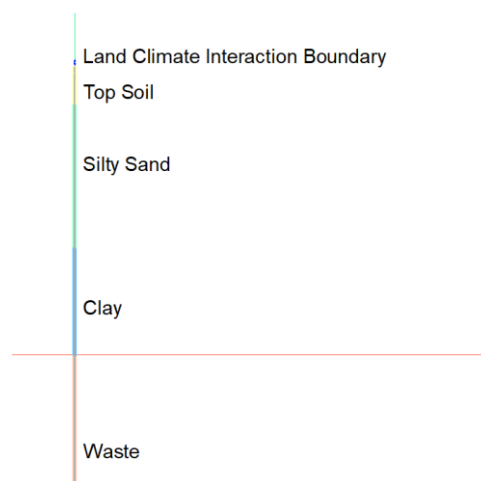 Land Climate Interaction Boundary
Top Soil
Silty Sand
Clay
Waste